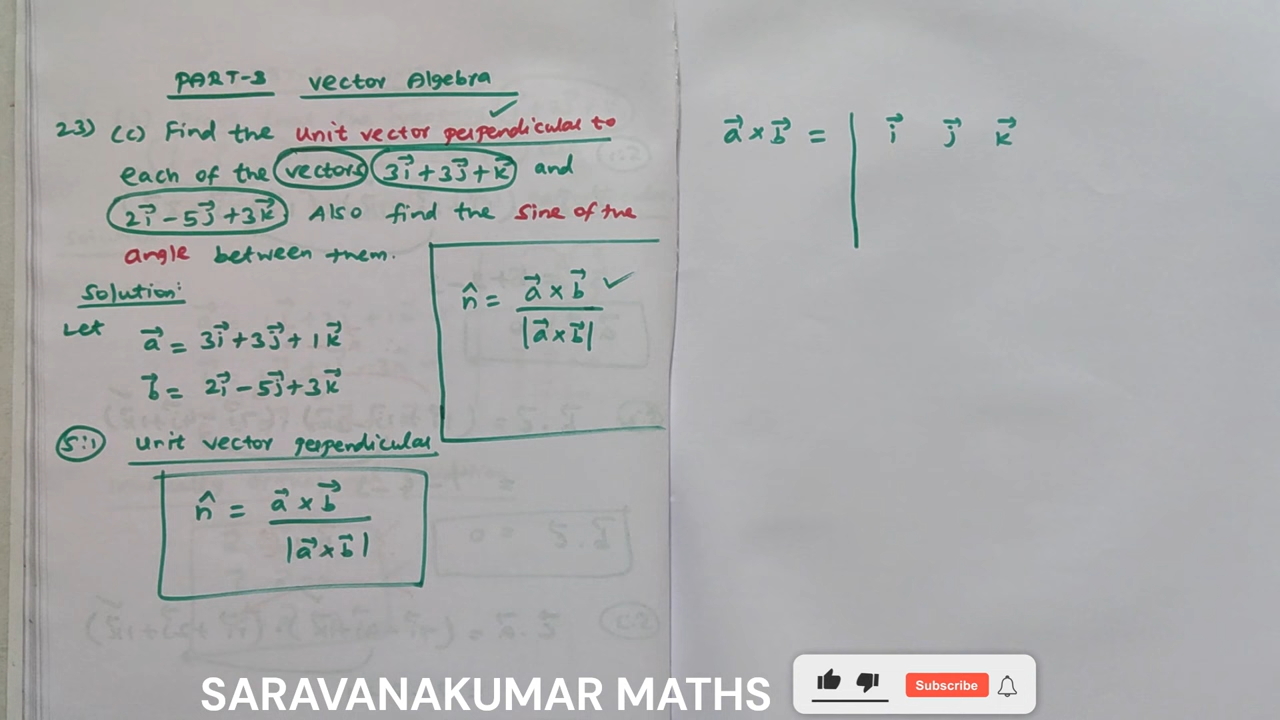 PART-B Vector Algebra
23) (c) Find the unit vector perpendicular to
each of the vectors 3i⃗ + 3j⃗ + k⃗ and
2i⃗ - 5j⃗ + 3k⃗ Also find the sine of the
angle between them.
Solution:
Let
a⃗ = 3i⃗ + 3j⃗ + 1k⃗
b⃗ = 2i⃗ - 5j⃗ + 3k⃗
S:1 unit vector perpendicular
n̂ = a⃗ × b⃗
|a⃗ × b⃗|
n̂ = a⃗ × b⃗
|a⃗ × b⃗|
a⃗ × b⃗ = | i⃗ j⃗ k⃗
SARAVANAKUMAR MATHS
Subscribe